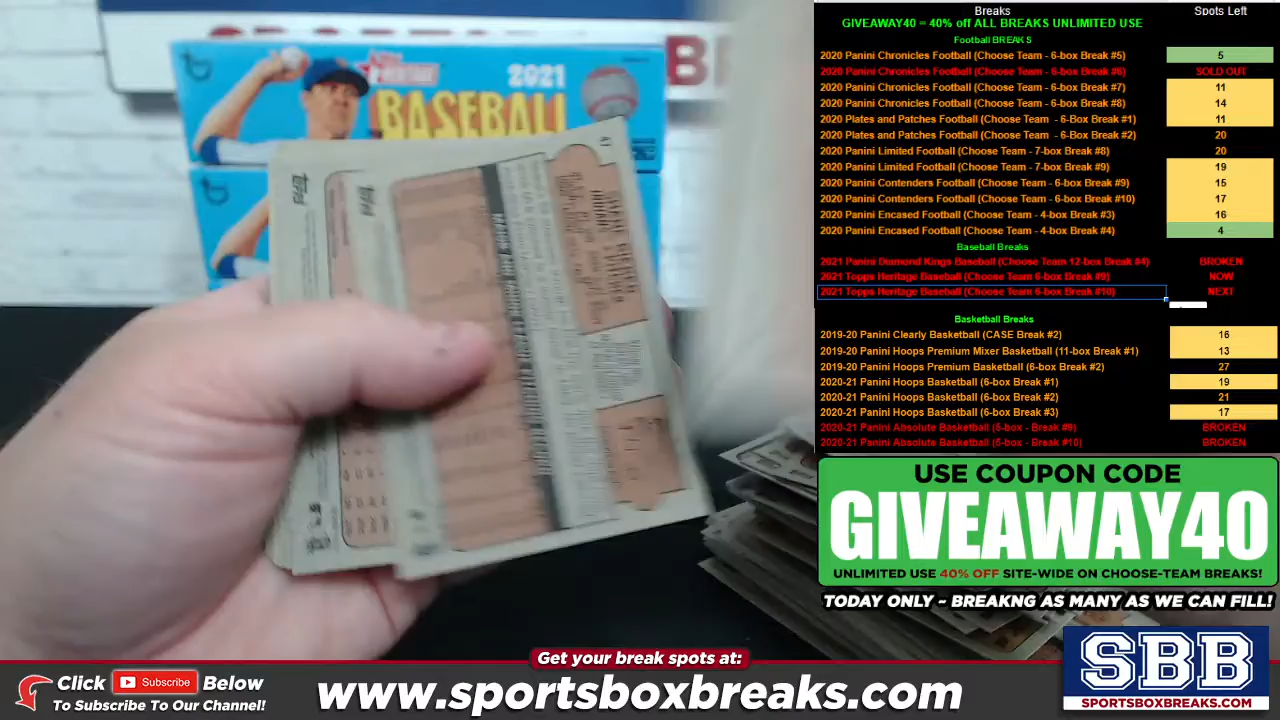 Breaks Spots Left
GIVEAWAY40 = 40% off ALL BREAKS UNLIMITED USE
Football BREAKS
2020 Panini Chronicles Football (Choose Team - 6-box Break #5) 5
2020 Panini Chronicles Football (Choose Team - 6-box Break #6) SOLD OUT
2020 Panini Chronicles Football (Choose Team - 6-box Break #7) 11
2020 Panini Chronicles Football (Choose Team - 6-box Break #8) 14
2020 Plates and Patches Football (Choose Team - 6-Box Break #1) 11
2020 Plates and Patches Football (Choose Team - 6-Box Break #2) 20
2020 Panini Limited Football (Choose Team - 7-box Break #8) 20
2020 Panini Limited Football (Choose Team - 7-box Break #9) 19
2020 Panini Contenders Football (Choose Team - 6-box Break #9) 15
2020 Panini Contenders Football (Choose Team - 6-box Break #10) 17
2020 Panini Encased Football (Choose Team - 4-box Break #3) 16
2020 Panini Encased Football (Choose Team - 4-box Break #4) 4
Baseball Breaks
2021 Panini Diamond Kings Baseball (Choose Team 12-box Break #4) BROKEN
2021 Topps Heritage Baseball (Choose Team 6-box Break #9) NOW
2021 Topps Heritage Baseball (Choose Team 6-box Break #10) NEXT
Basketball Breaks
2019-20 Panini Clearly Basketball (CASE Break #2) 16
2019-20 Panini Hoops Premium Mixer Basketball (11-box Break #1) 13
2019-20 Panini Hoops Premium Basketball (6-box Break #2) 27
2020-21 Panini Hoops Basketball (6-box Break #1) 19
2020-21 Panini Hoops Basketball (6-box Break #2) 21
2020-21 Panini Hoops Basketball (6-box Break #3) 17
2020-21 Panini Absolute Basketball (5-box - Break #9) BROKEN
2020-21 Panini Absolute Basketball (5-box - Break #10) BROKEN
2021
BASEBALL
USE COUPON CODE
GIVEAWAY40
UNLIMITED USE 40% OFF SITE-WIDE ON CHOOSE-TEAM BREAKS!
TODAY ONLY ~ BREAKNG AS MANY AS WE CAN FILL!
SBB
SPORTSBOXBREAKS.COM
Get your break spots at:
www.sportsboxbreaks.com
Click Subscribe Below
To Subscribe To Our Channel!